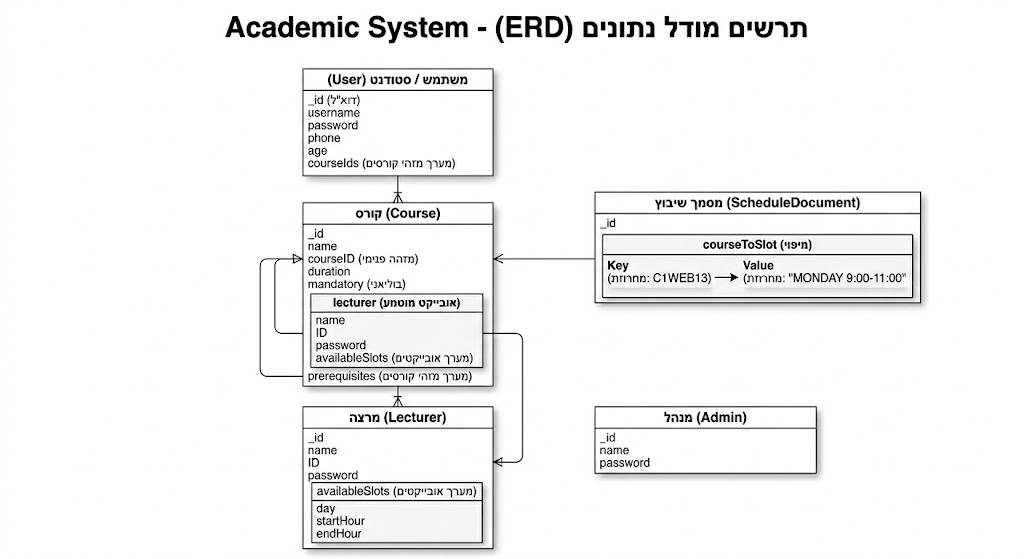 תרשים מודל נתונים (ERD) - Academic System
משתמש / סטודנט (User)
_id (דוא"ל)
username
password
phone
age
courseIds (מערך מזהי קורסים)
קורס (Course)
_id
name
courseID (מזהה פנימי)
duration
mandatory (בוליאני)
lecturer (אובייקט מוטמע)
name
ID
password
availableSlots (מערך אובייקטים)
prerequisites (מערך מזהי קורסים)
מרצה (Lecturer)
_id
name
ID
password
availableSlots (מערך אובייקטים)
day
startHour
endHour
מסמך שיבוץ (ScheduleDocument)
_id
courseToSlot (מיפוי)
Key Value
(מחרוזת: C1WEB13) (מחרוזת: "MONDAY 9:00-11:00"
מנהל (Admin)
_id
name
password